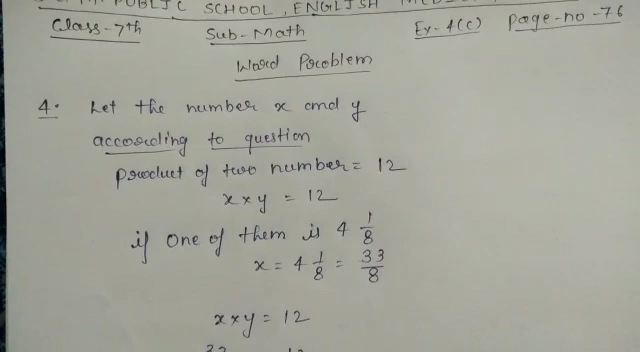 PUBLIC SCHOOL, ENGLISH
Class-7th Sub-Math Ex-4(C) Page-no-76
Word Problem
4. Let the number x and y
according to question
product of two number = 12
x × y = 12
if one of them is 4 1/8
x = 4 1/8 = 33/8
x × y = 12
33